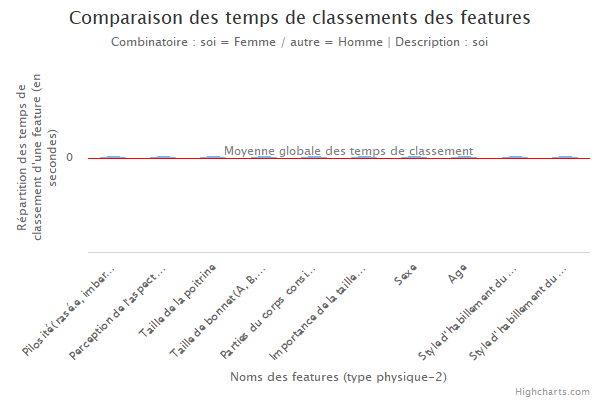 Comparaison des temps de classements des features
Combinatoire : soi = Femme / autre = Homme | Description : soi
Répartition des temps de
classement d'une feature (en
secondes)
0
Moyenne globale des temps de classement
Pilosité(rasée, imber...
Perception de l'aspect...
Taille de la poitrine
Taille de bonnet(A, B,...
Parties du corps consi...
Importance de la taille...
Sexe
Age
Style d'habillement du ...
Style d'habillement du ...
Noms des features (type physique-2)
Highcharts.com